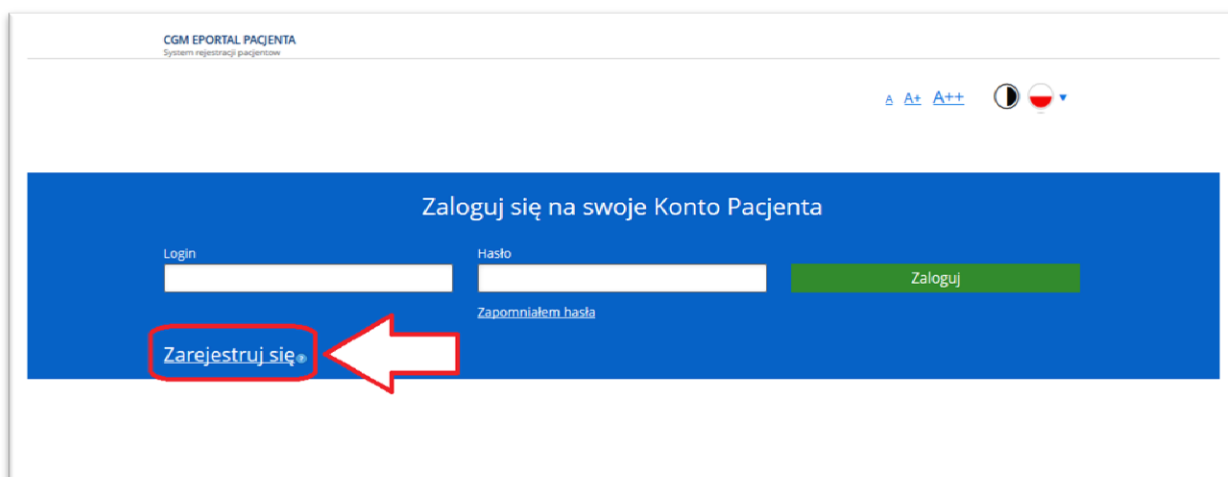 CGM EPORTAL PACJENTA
System rejestracji pacjentow
A A+ A++
Zaloguj się na swoje Konto Pacjenta
Login
Hasło
Zaloguj
Zapomniałem hasła
Zarejestruj się ?